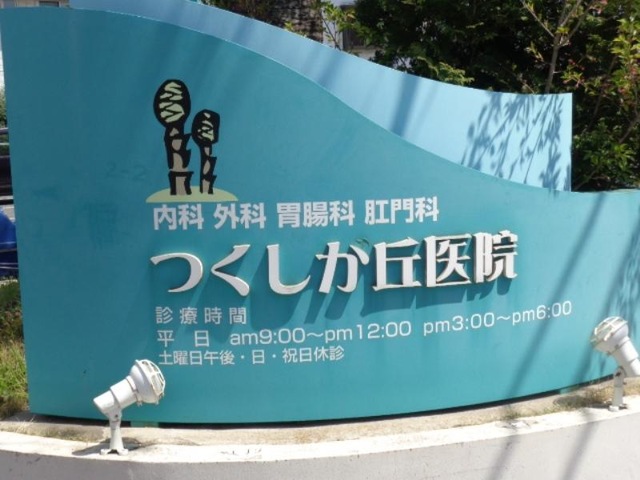 内科 外科 胃腸科 肛門科
つくしが丘医院
診療時間
平 日 am9:00～pm12:00 pm3:00～pm6:00
土曜日午後・日・祝日休診